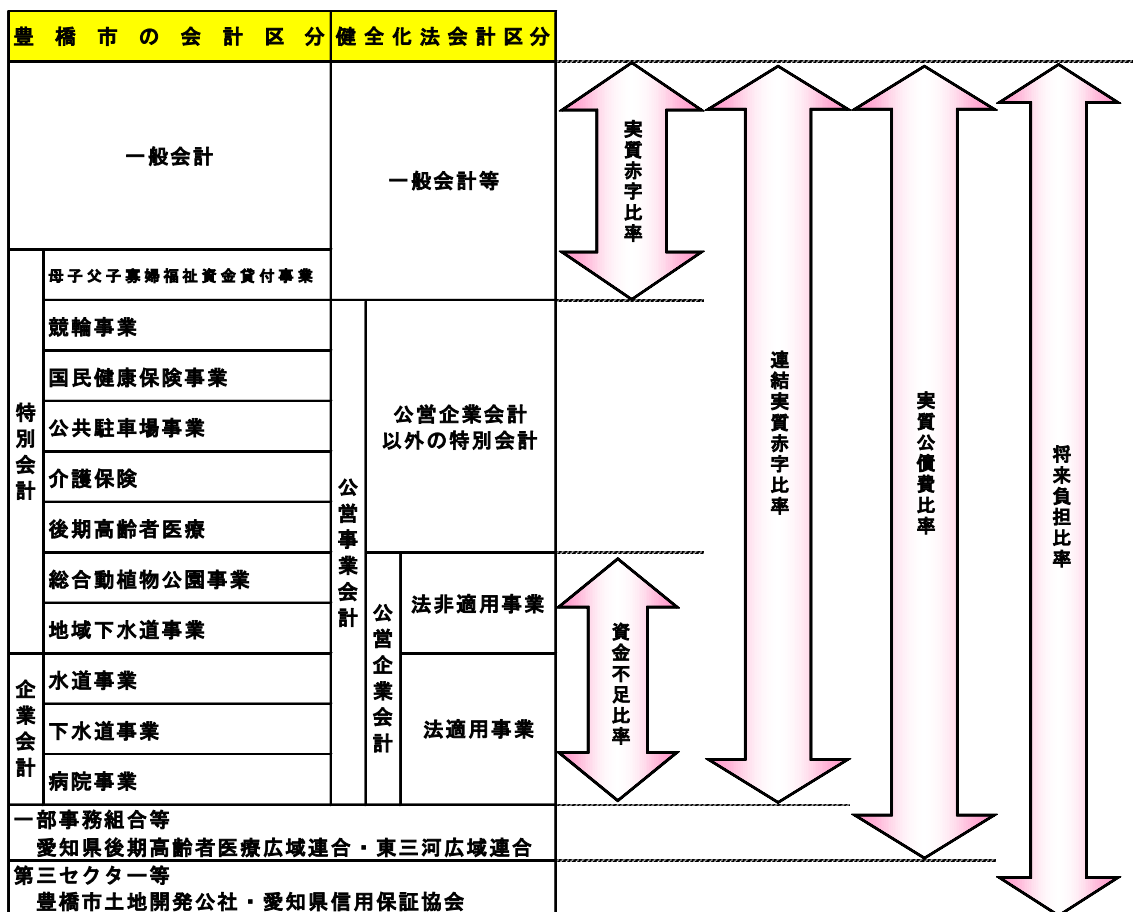 豊橋市の会計区分
健全化法会計区分
一般会計
一般会計等
特別会計
母子父子寡婦福祉資金貸付事業
競輪事業
国民健康保険事業
公共駐車場事業
介護保険
後期高齢者医療
総合動植物公園事業
地域下水道事業
企業会計
水道事業
下水道事業
病院事業
公営事業会計
公営企業会計
以外の特別会計
公営企業会計
法非適用事業
法適用事業
実質赤字比率
資金不足比率
連結実質赤字比率
実質公債費比率
将来負担比率
一部事務組合等
愛知県後期高齢者医療広域連合・東三河広域連合
第三セクター等
豊橋市土地開発公社・愛知県信用保証協会